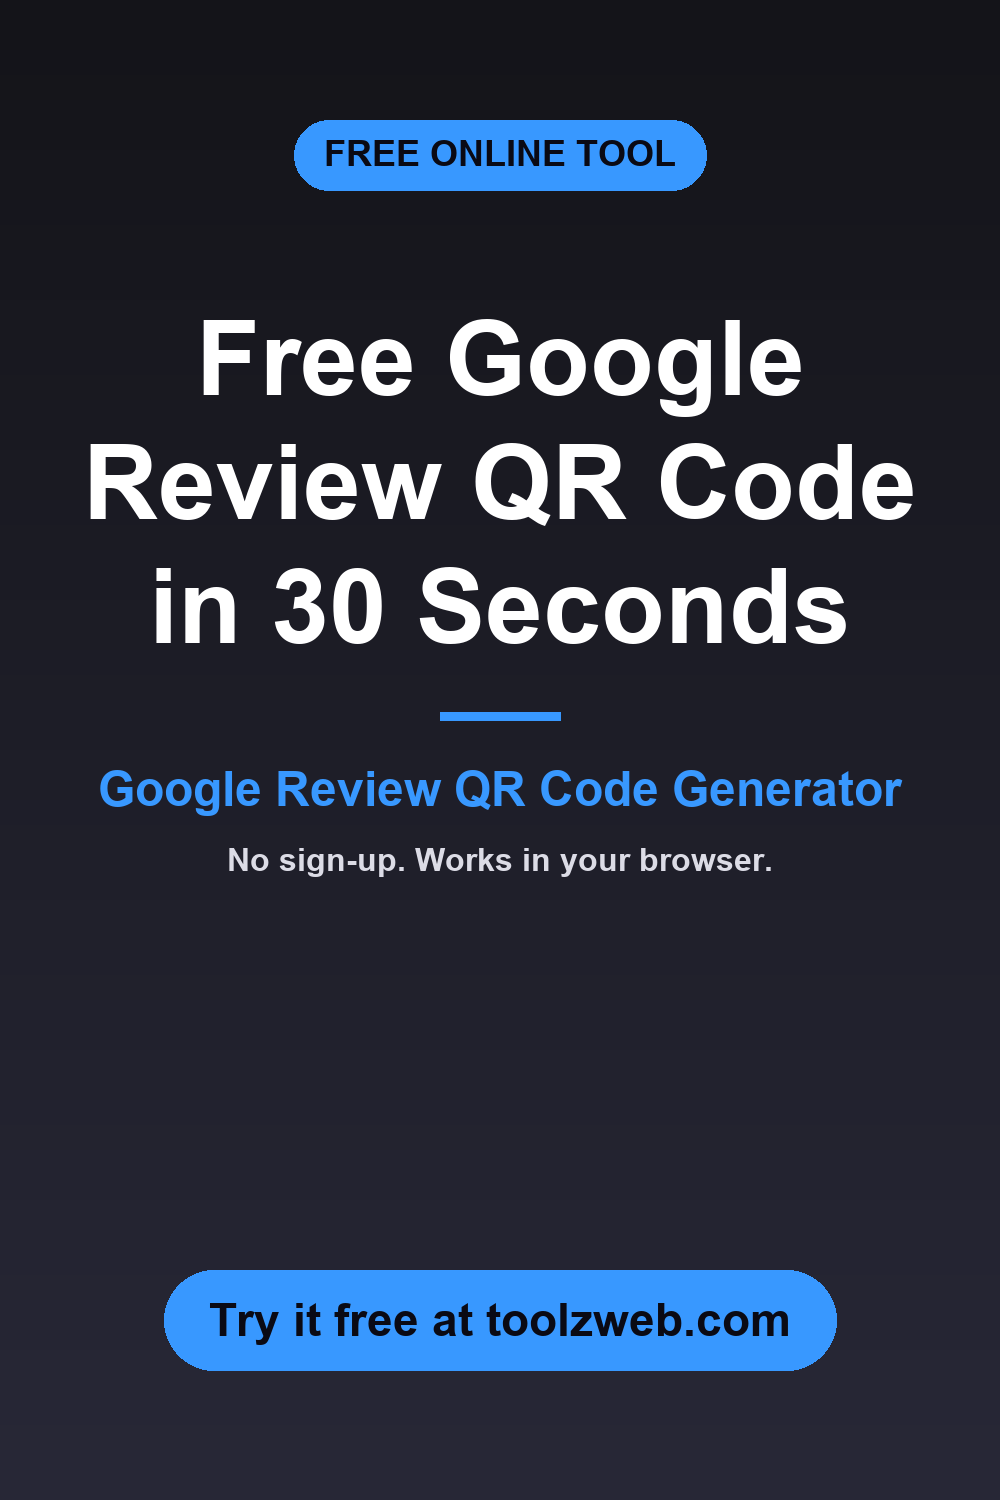 FREE ONLINE TOOL
Free Google
Review QR Code
in 30 Seconds
Google Review QR Code Generator
No sign-up. Works in your browser.
Try it free at toolzweb.com